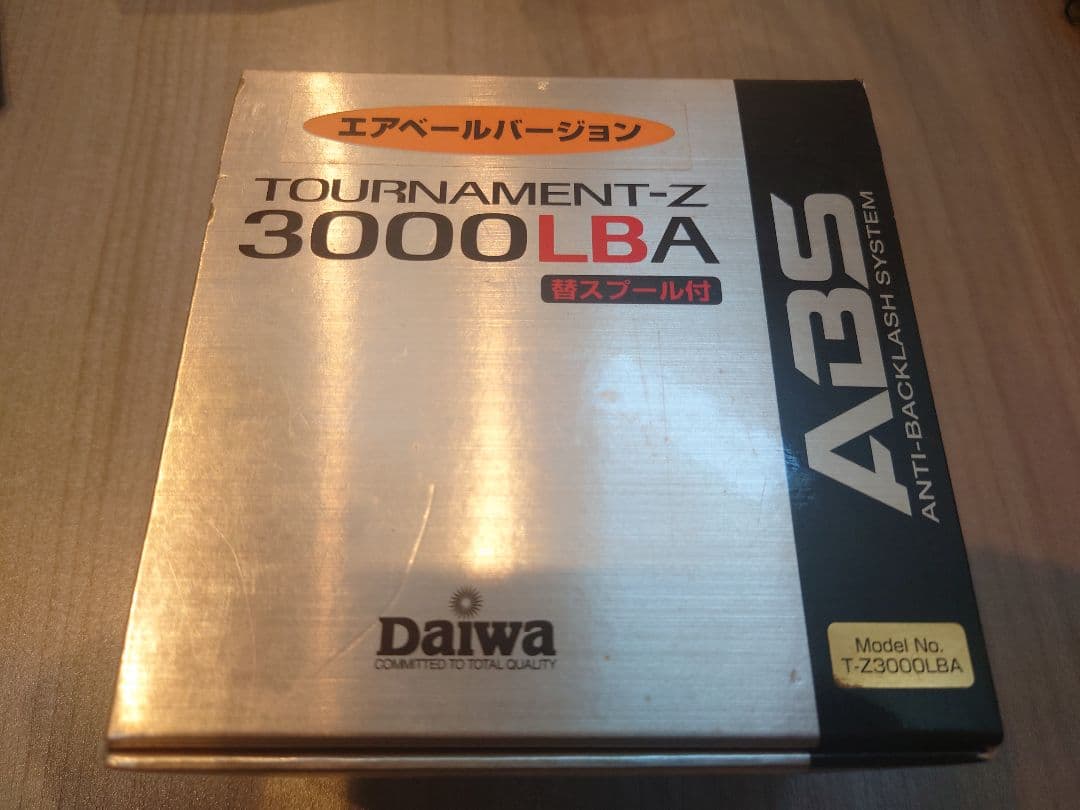 エアベールバージョン
TOURNAMENT-Z
3000LBA
替スプール付
ABS
ANTI-BACKLASH SYSTEM
Daiwa
COMMITTED TO TOTAL QUALITY
Model No.
T-Z3000LBA